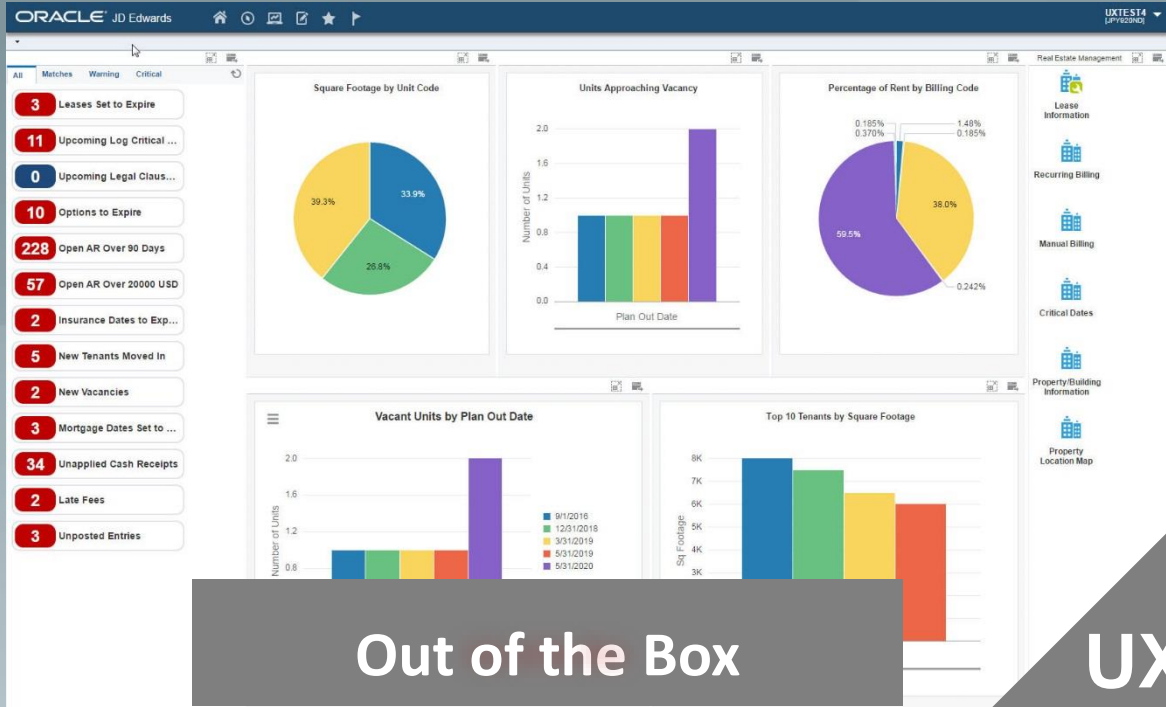 ORACLE JD Edwards
UXTEST4
[JPY920ND]
All Matches Warning Critical
3 Leases Set to Expire
11 Upcoming Log Critical ...
0 Upcoming Legal Claus...
10 Options to Expire
228 Open AR Over 90 Days
57 Open AR Over 20000 USD
2 Insurance Dates to Exp...
5 New Tenants Moved In
2 New Vacancies
3 Mortgage Dates Set to ...
34 Unapplied Cash Receipts
2 Late Fees
3 Unposted Entries
Square Footage by Unit Code
39.3%
33.9%
26.8%
Units Approaching Vacancy
Number of Units
2.0
1.6
1.2
0.8
0.4
0.0
Plan Out Date
Percentage of Rent by Billing Code
0.185%
0.370%
1.48%
0.185%
38.0%
59.5%
0.242%
Real Estate Management
Lease
Information
Recurring Billing
Manual Billing
Critical Dates
Property/Building
Information
Property
Location Map
Vacant Units by Plan Out Date
Number of Units
2.0
1.6
1.2
0.8
9/1/2016
12/31/2018
3/31/2019
5/31/2019
5/31/2020
Top 10 Tenants by Square Footage
Sq Footage
8K
7K
6K
5K
4K
3K
Out of the Box
UX